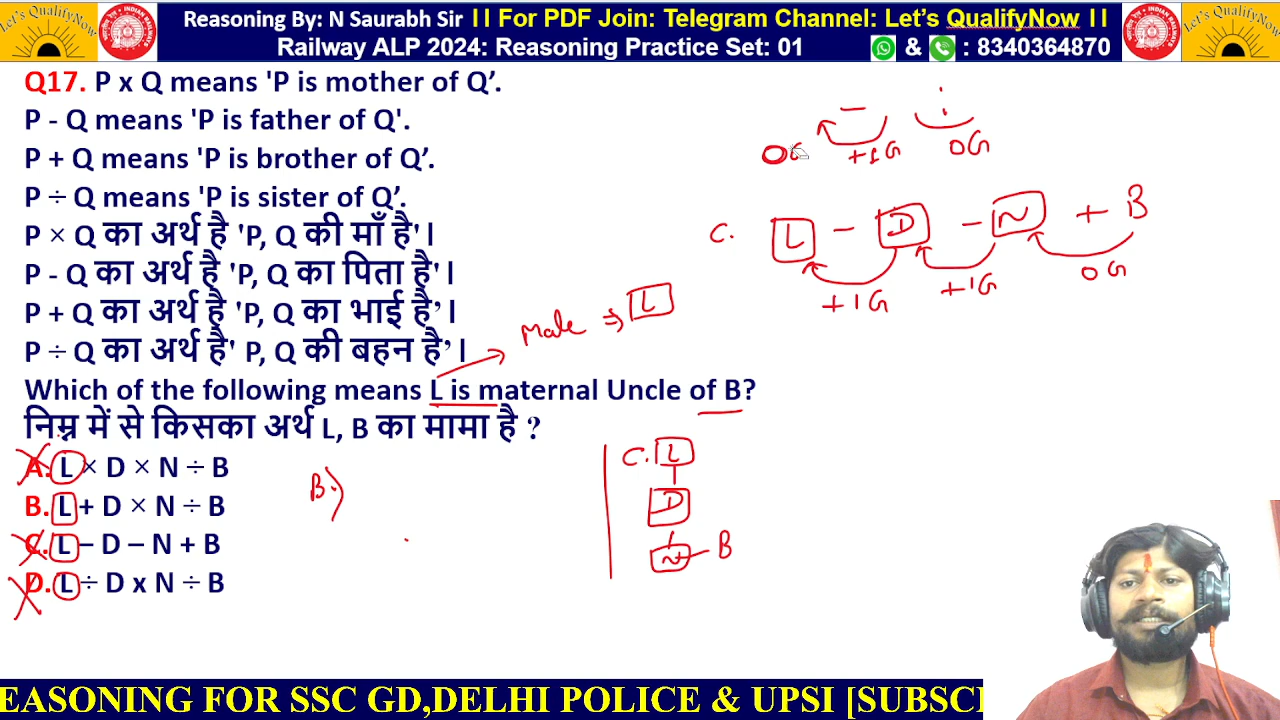 Reasoning By: N Saurabh Sir II For PDF Join: Telegram Channel: Let's QualifyNow II
Railway ALP 2024: Reasoning Practice Set: 01 & : 8340364870
Q17. P x Q means 'P is mother of Q’.
P - Q means 'P is father of Q'.
P + Q means 'P is brother of Q’.
P ÷ Q means 'P is sister of Q’.
P × Q का अर्थ है 'P, Q की माँ है'।
P - Q का अर्थ है 'P, Q का पिता है'।
P + Q का अर्थ है 'P, Q का भाई है’।
P ÷ Q का अर्थ है' P, Q की बहन है’।
Which of the following means L is maternal Uncle of B?
निम्न में से किसका अर्थ L, B का मामा है ?
A. L × D × N ÷ B
B. L + D × N ÷ B
C. L – D – N + B
D. L ÷ D x N ÷ B
− ÷
0G +1G 0G
C. L − D − N + B
+1G +1G 0G
Male ⇒ L
B.)
C. L
D
N − B
EASONING FOR SSC GD,DELHI POLICE & UPSI [SUBSC